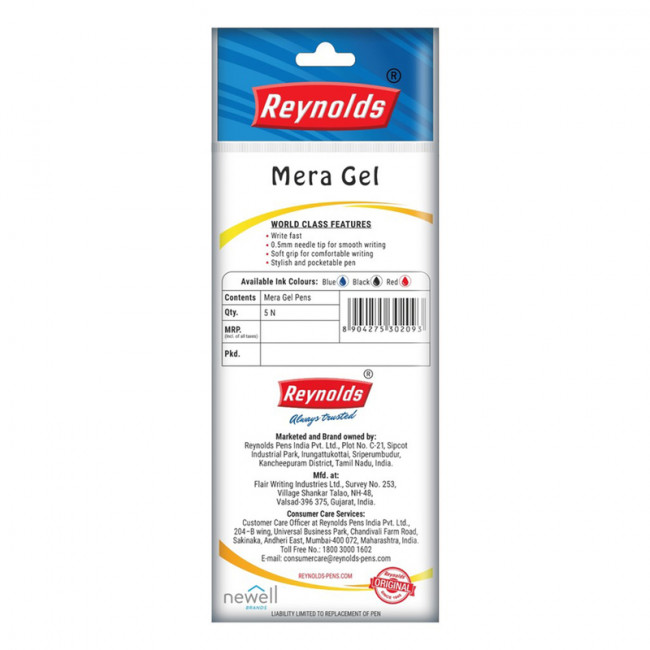 ®
Reynolds
Mera Gel
WORLD CLASS FEATURES
• Write fast
• 0.5mm needle tip for smooth writing
• Soft grip for comfortable writing
• Stylish and pocketable pen
Available Ink Colours: Blue Black Red
Contents Mera Gel Pens
Qty. 5 N
MRP.
(Incl. of all taxes)
Pkd.
8 904275 302093
®
Reynolds
Always trusted
Marketed and Brand owned by:
Reynolds Pens India Pvt. Ltd., Plot No. C-21, Sipcot
Industrial Park, Irungattukottai, Sriperumbudur,
Kancheepuram District, Tamil Nadu, India.
Mfd. at:
Flair Writing Industries Ltd., Survey No. 253,
Village Shankar Talao, NH-48,
Valsad-396 375, Gujarat, India.
Consumer Care Services:
Customer Care Officer at Reynolds Pens India Pvt. Ltd.,
204–B wing, Universal Business Park, Chandivali Farm Road,
Sakinaka, Andheri East, Mumbai-400 072, Maharashtra, India.
Toll Free No.: 1800 3000 1602
E-mail: consumercare@reynolds-pens.com
REYNOLDS-PENS.COM
newell
BRANDS
Reynolds
ORIGINAL
LIABILITY LIMITED TO REPLACEMENT OF PEN